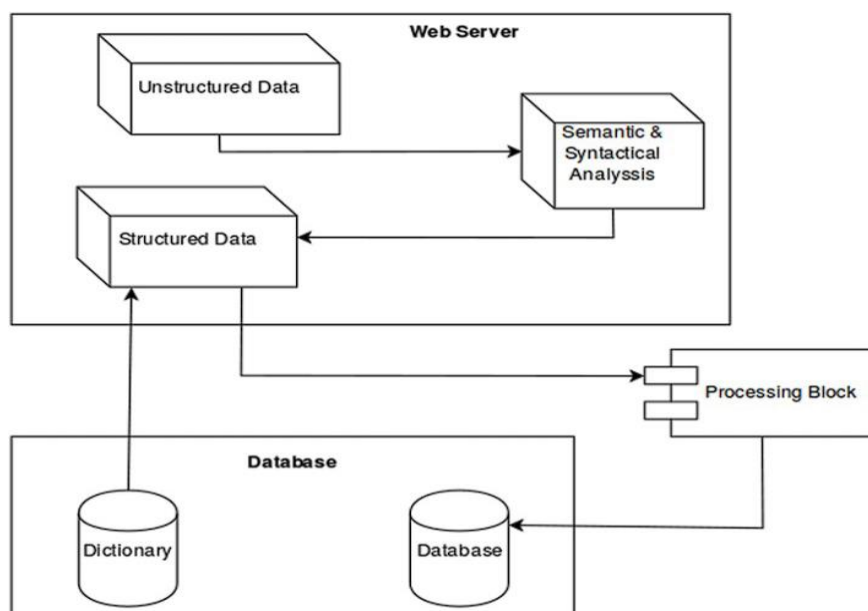 Web Server
Unstructured Data
Semantic &
Syntactical
Analyssis
Structured Data
Processing Block
Database
Dictionary
Database